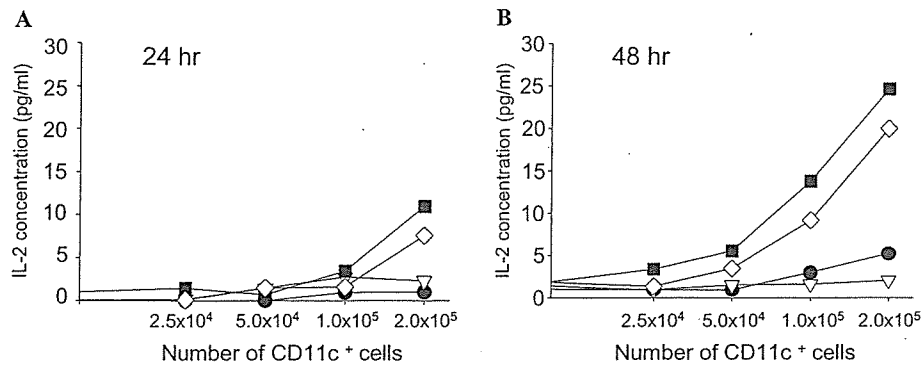 A
24 hr
IL-2 concentration (pg/ml)
30
25
20
15
10
5
0
2.5x10⁴ 5.0x10⁴ 1.0x10⁵ 2.0x10⁵
Number of CD11c + cells
B
48 hr
IL-2 concentration (pg/ml)
30
25
20
15
10
5
0
2.5x10⁴ 5.0x10⁴ 1.0x10⁵ 2.0x10⁵
Number of CD11c + cells